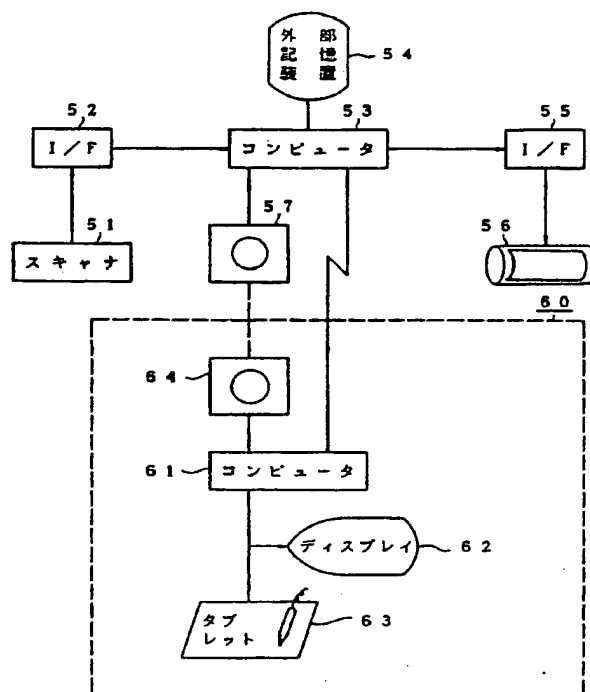 外部
記憶
装置
54
52
I/F
53
コンピュータ
55
I/F
51
スキャナ
57
56
60
64
61
コンピュータ
ディスプレイ
62
タブ
レット
63